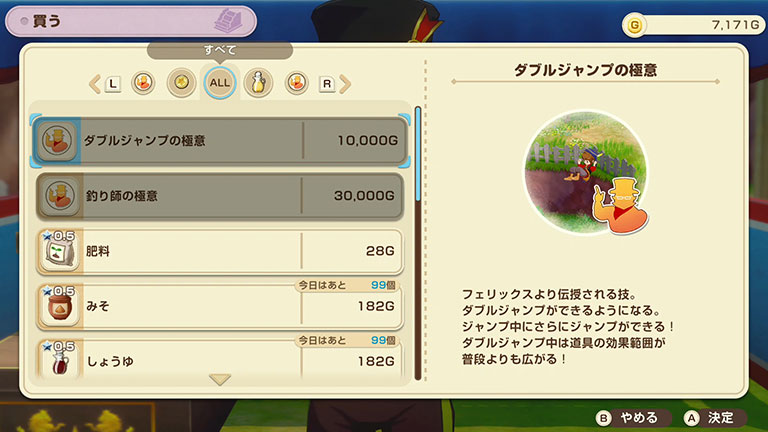 買う
G 7,171G
すべて
L ALL R
ダブルジャンプの極意 10,000G
釣り師の極意 30,000G
0.5 肥料 28G
今日はあと 99個
0.5 みそ 182G
今日はあと 99個
0.5 しょうゆ 182G
ダブルジャンプの極意
フェリックスより伝授される技。
ダブルジャンプができるようになる。
ジャンプ中にさらにジャンプができる！
ダブルジャンプ中は道具の効果範囲が
普段よりも広がる！
B やめる A 決定